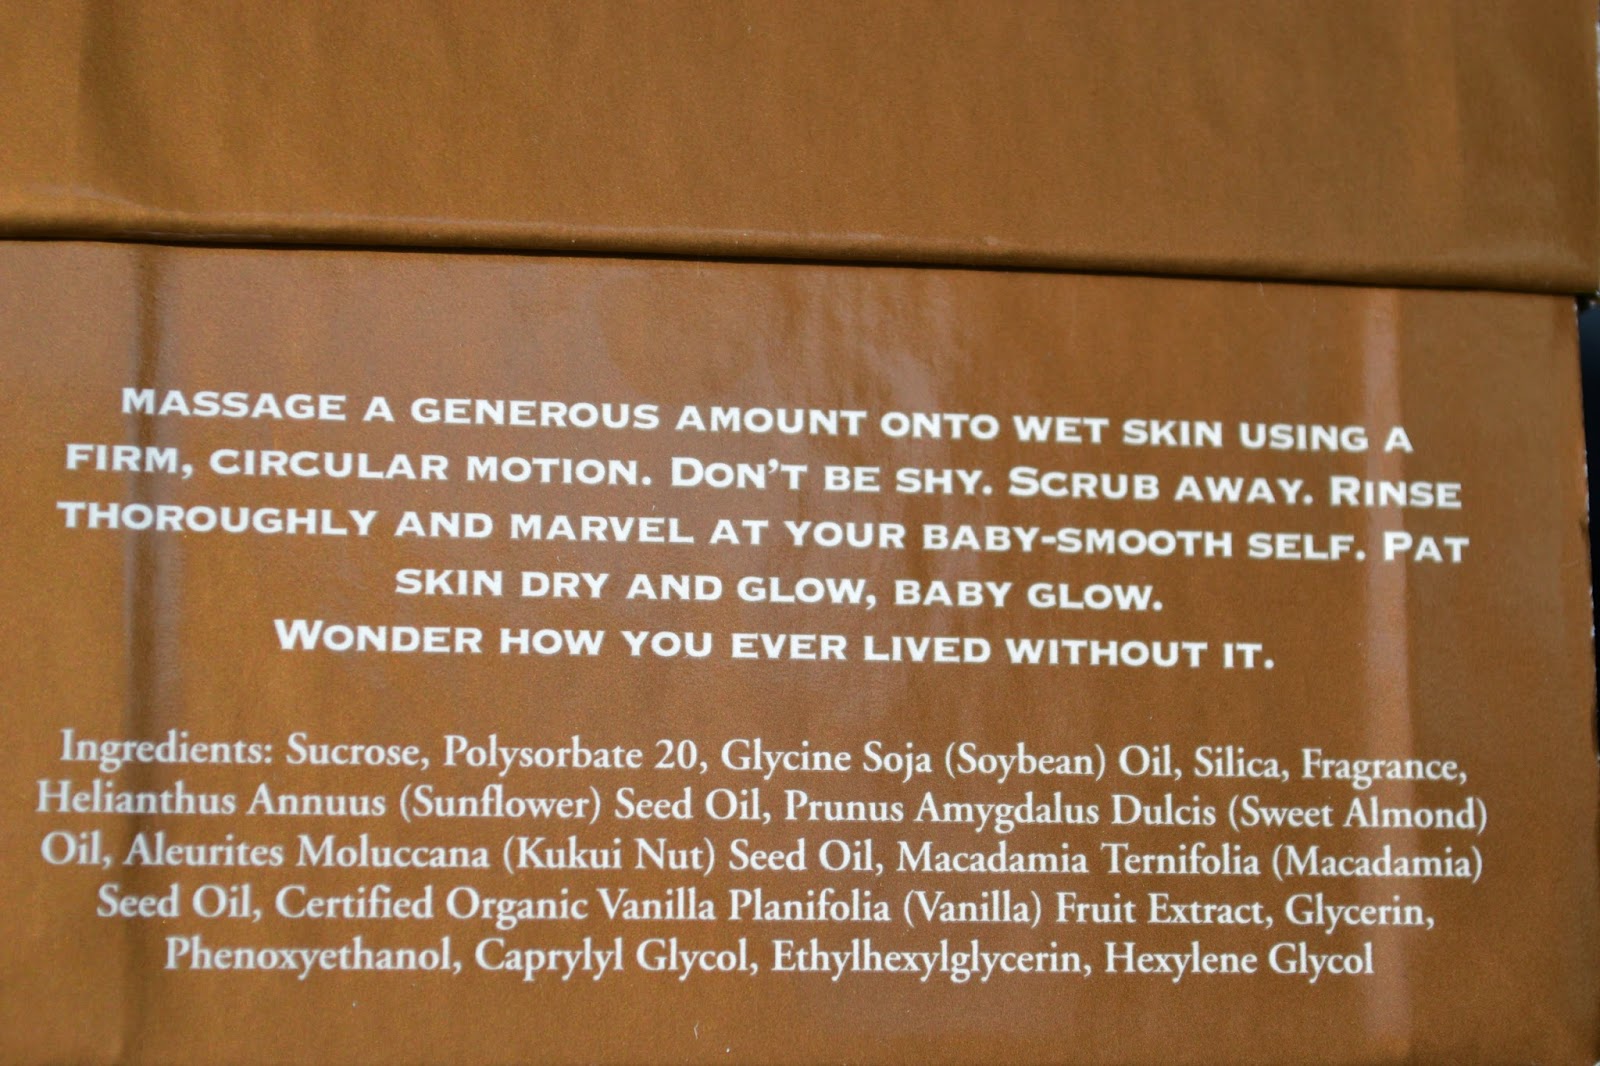 MASSAGE A GENEROUS AMOUNT ONTO WET SKIN USING A
FIRM, CIRCULAR MOTION. DON'T BE SHY. SCRUB AWAY. RINSE
THOROUGHLY AND MARVEL AT YOUR BABY-SMOOTH SELF. PAT
SKIN DRY AND GLOW, BABY GLOW.
WONDER HOW YOU EVER LIVED WITHOUT IT.
Ingredients: Sucrose, Polysorbate 20, Glycine Soja (Soybean) Oil, Silica, Fragrance,
Helianthus Annuus (Sunflower) Seed Oil, Prunus Amygdalus Dulcis (Sweet Almond)
Oil, Aleurites Moluccana (Kukui Nut) Seed Oil, Macadamia Ternifolia (Macadamia)
Seed Oil, Certified Organic Vanilla Planifolia (Vanilla) Fruit Extract, Glycerin,
Phenoxyethanol, Caprylyl Glycol, Ethylhexylglycerin, Hexylene Glycol